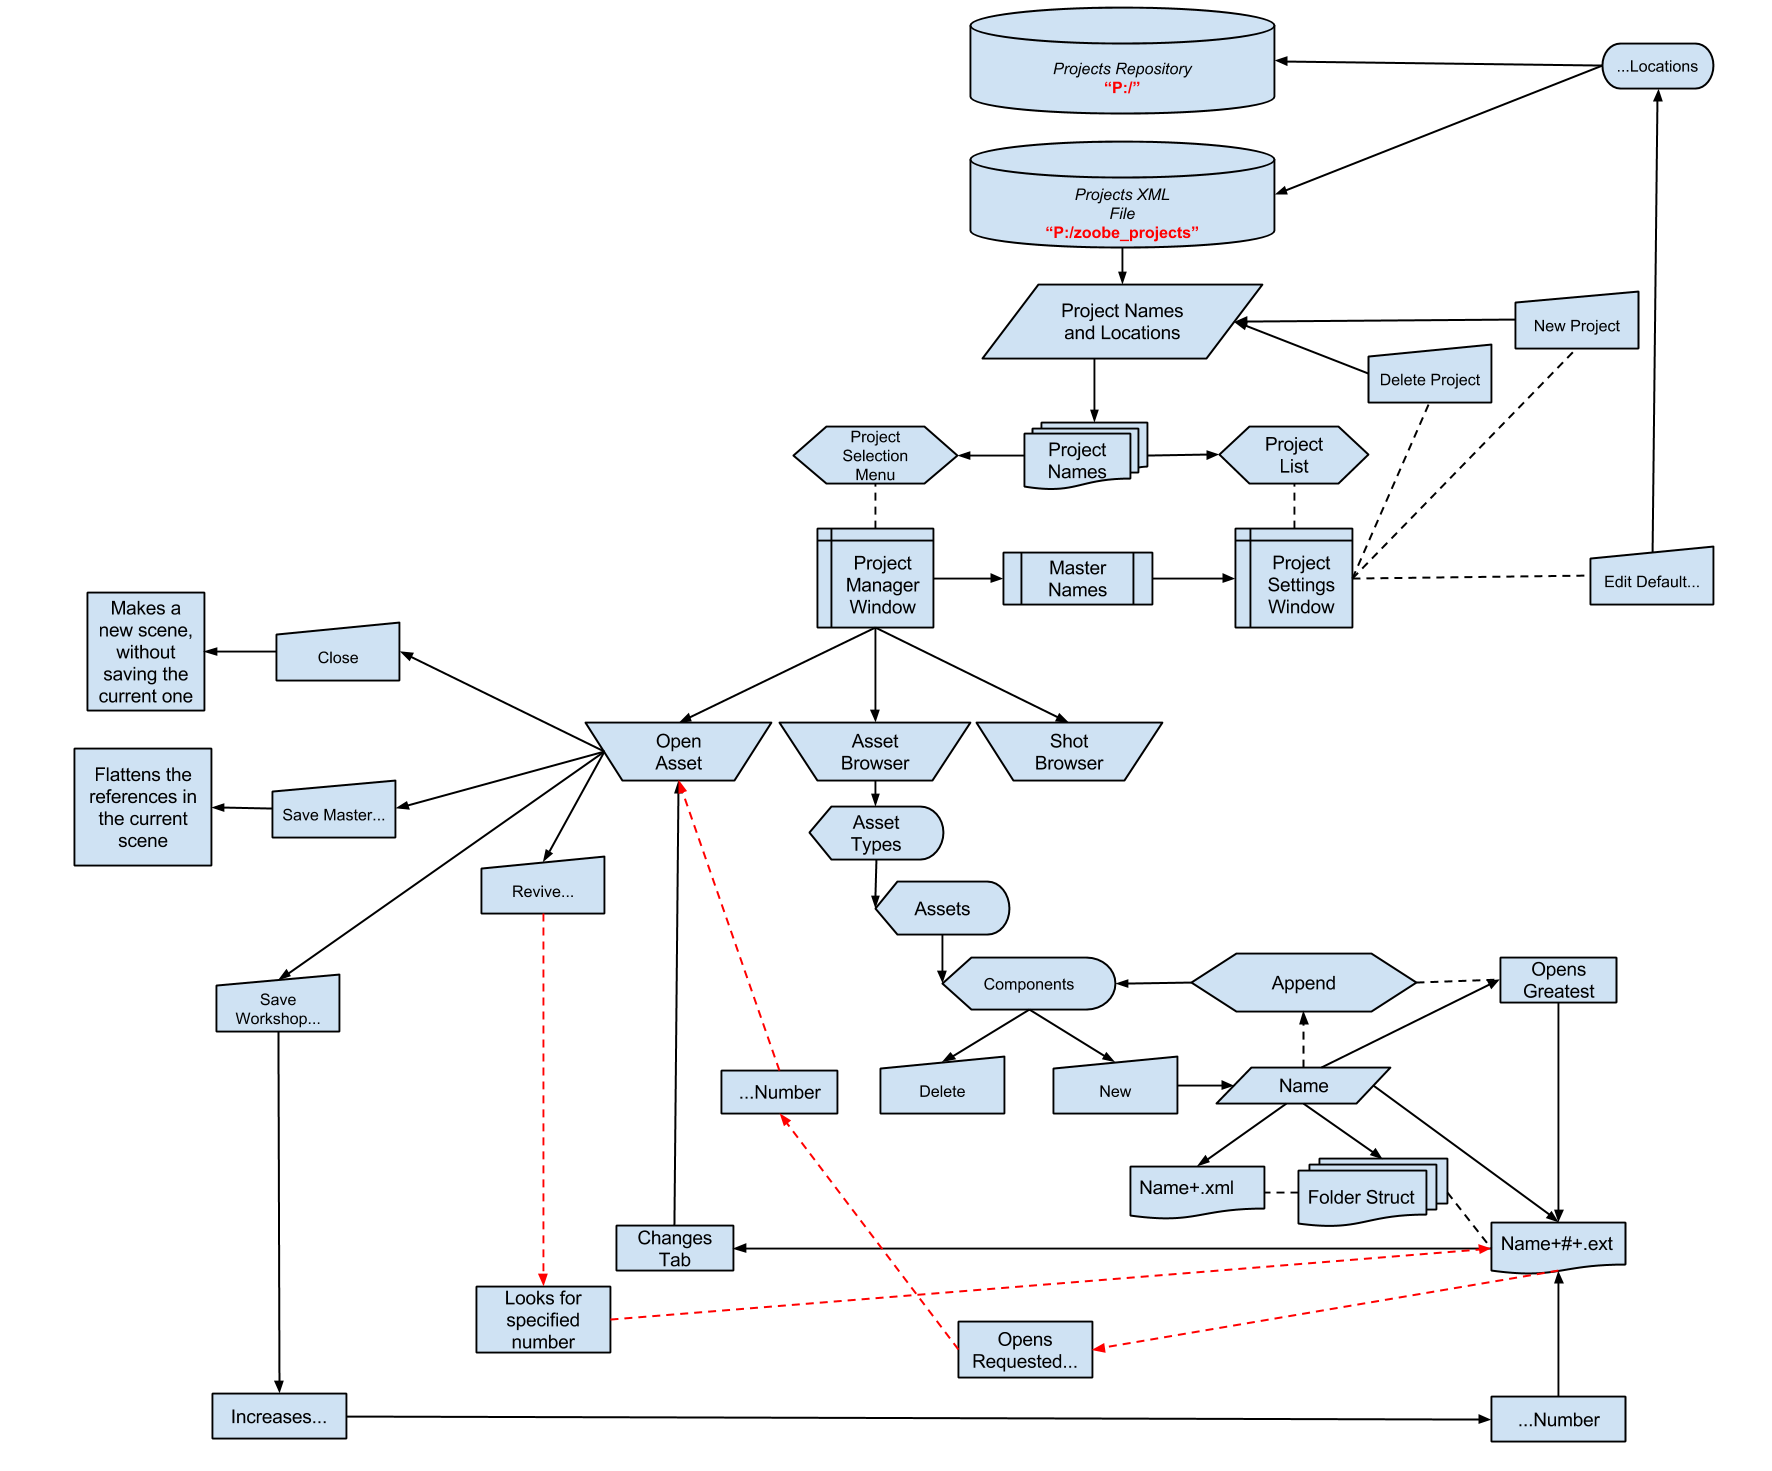 Projects Repository
“P:/”
...Locations
Projects XML
File
“P:/zoobe_projects”
Project Names
and Locations
New Project
Delete Project
Project
Selection
Menu
Project
Names
Project
List
Project
Manager
Window
Master
Names
Project
Settings
Window
Edit Default...
Makes a
new scene,
without
saving the
current one
Close
Open
Asset
Asset
Browser
Shot
Browser
Flattens the
references in
the current
scene
Save Master...
Asset
Types
Revive...
Assets
Save
Workshop...
Components
Append
Opens
Greatest
...Number
Delete
New
Name
Name+.xml
Folder Struct
Changes
Tab
Name+#+.ext
Looks for
specified
number
Opens
Requested...
Increases...
...Number